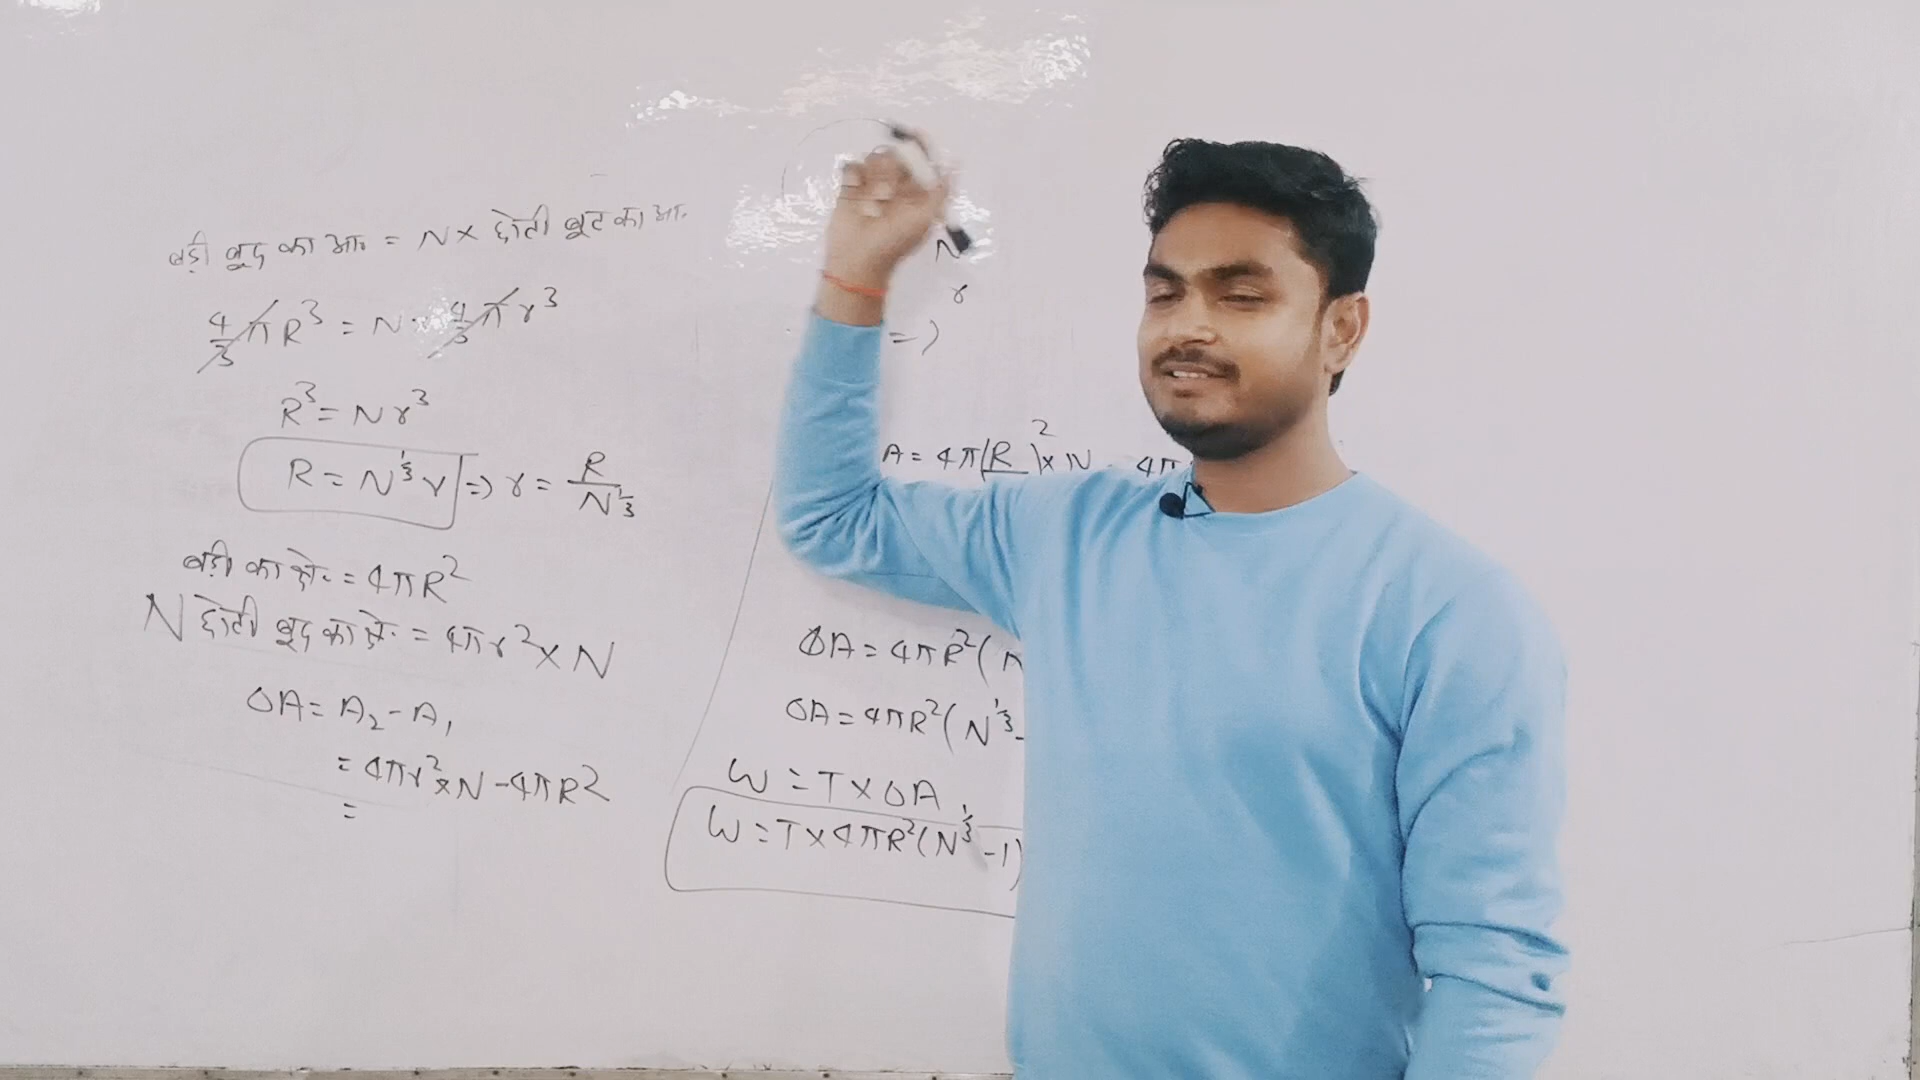 बड़ी बूद का आ. = N × छोटी बूद का आ.
4/3 π R³ = N × 4/3 π r³
R³ = N r³
R = N^⅓ r => r = R/N^⅓
बड़ी का क्षे. = 4πR²
N छोटी बूद का क्षे. = 4πr² × N
ΔA = A₂ - A₁
= 4πr² × N - 4πR²
=
N
r
=>
A = 4π(R )² × N - 4π
ΔA = 4πR²(N
ΔA = 4πR²(N^⅓ -
W = T × ΔA
W = T × 4πR²(N^⅓ - 1)